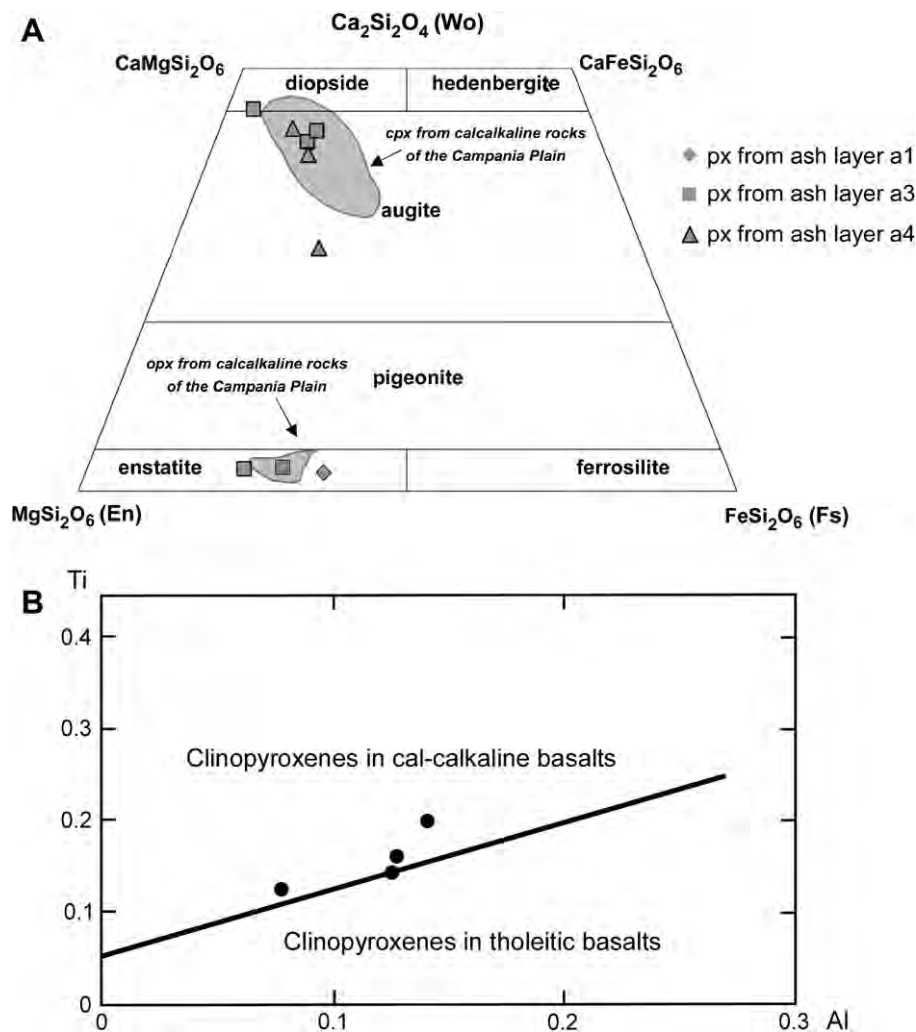 A
Ca2Si2O4 (Wo)
CaMgSi2O6
CaFeSi2O6
diopside
hedenbergite
cpx from calcalkaline rocks
of the Campania Plain
augite
px from ash layer a1
px from ash layer a3
px from ash layer a4
opx from calcalkaline rocks
of the Campania Plain
pigeonite
enstatite
ferrosilite
MgSi2O6 (En)
FeSi2O6 (Fs)
B
Ti
0.4
0.3
Clinopyroxenes in cal-calkaline basalts
0.2
0.1
Clinopyroxenes in tholeitic basalts
0
0
0.1
0.2
0.3
Al